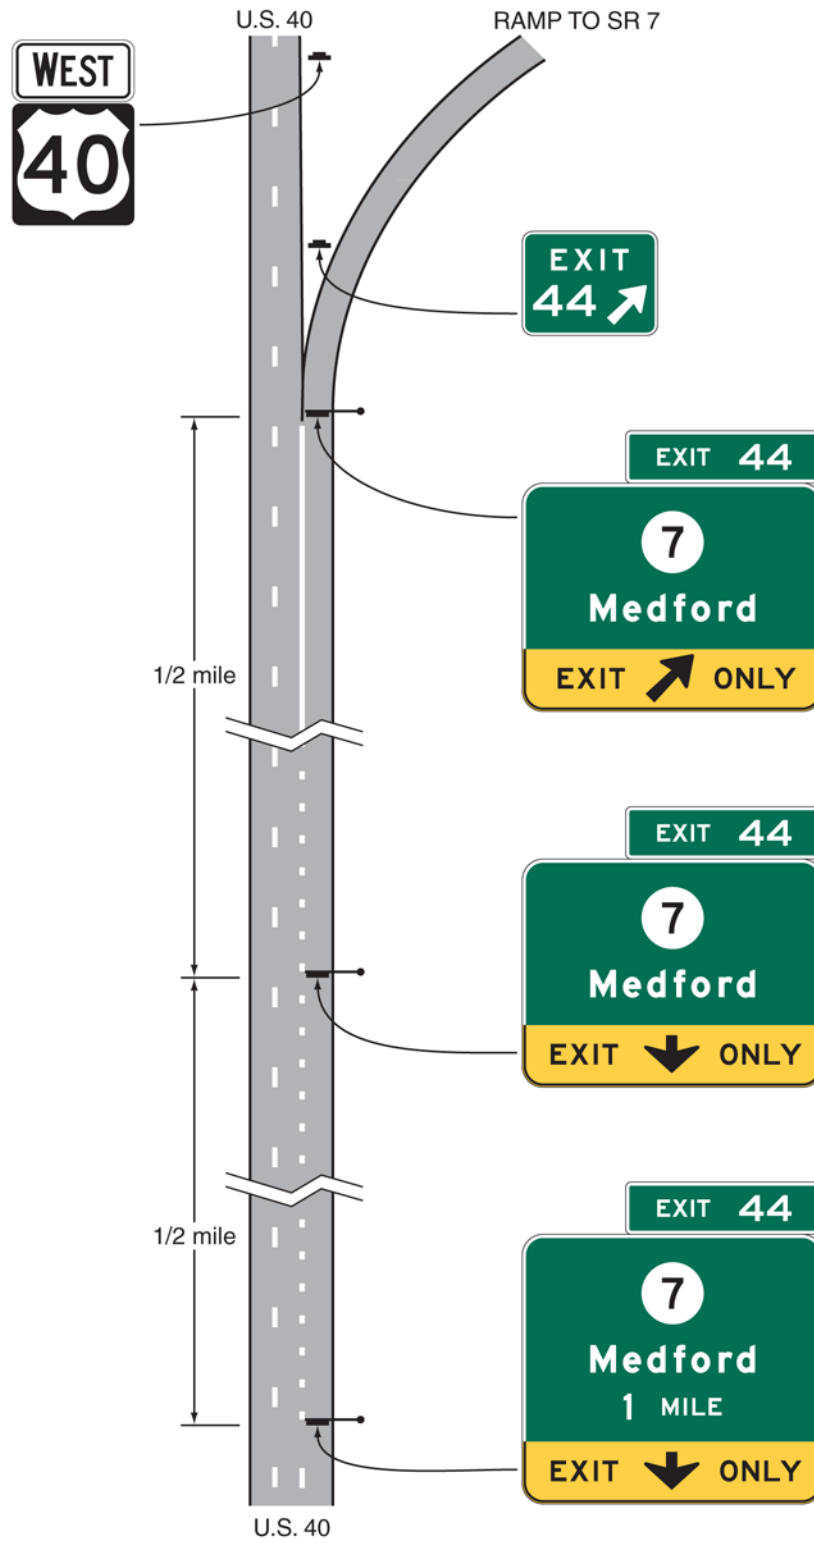 U.S. 40
RAMP TO SR 7
WEST
40
EXIT
44
EXIT 44
7
Medford
EXIT ONLY
1/2 mile
EXIT 44
7
Medford
EXIT ONLY
EXIT 44
1/2 mile
7
Medford
1 MILE
EXIT ONLY
U.S. 40